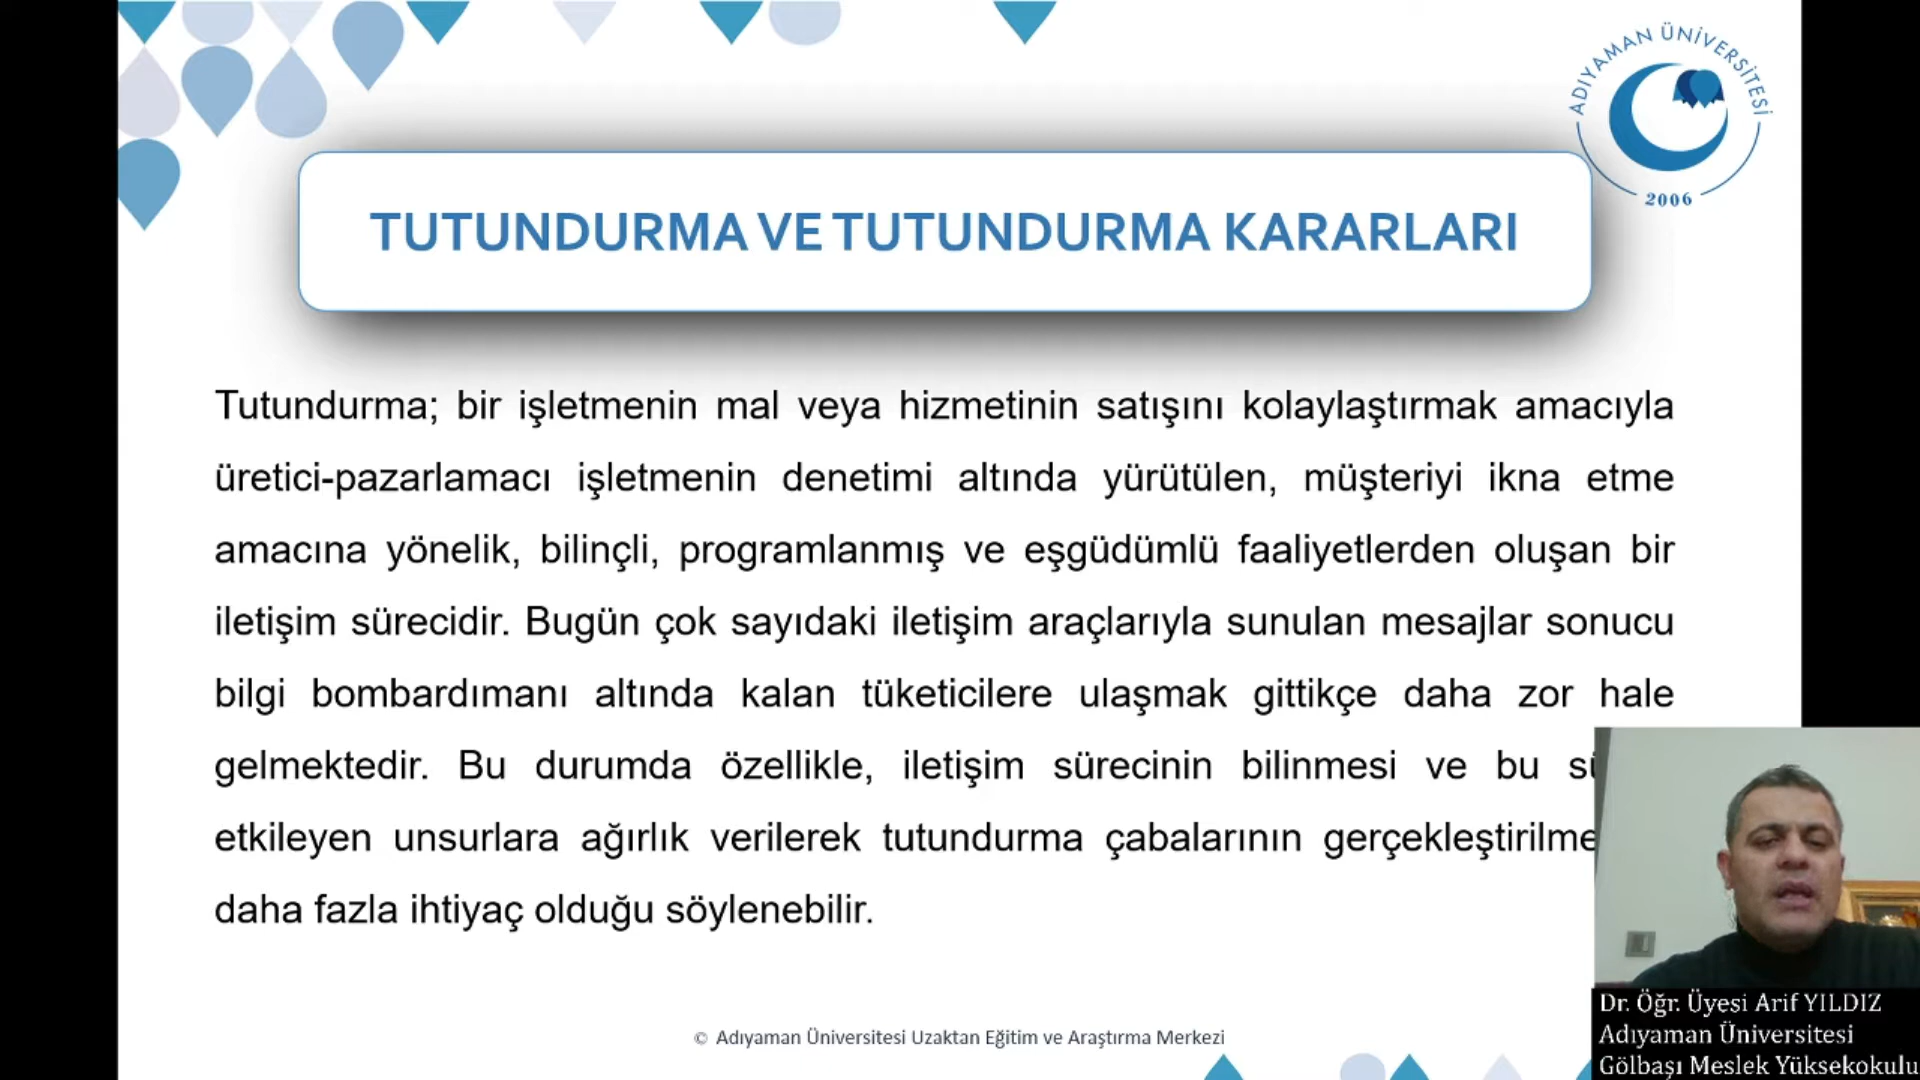 ADIYAMAN ÜNİVERSİTESİ
2006
TUTUNDURMA VE TUTUNDURMA KARARLARI
Tutundurma; bir işletmenin mal veya hizmetinin satışını kolaylaştırmak amacıyla
üretici-pazarlamacı işletmenin denetimi altında yürütülen, müşteriyi ikna etme
amacına yönelik, bilinçli, programlanmış ve eşgüdümlü faaliyetlerden oluşan bir
iletişim sürecidir. Bugün çok sayıdaki iletişim araçlarıyla sunulan mesajlar sonucu
bilgi bombardımanı altında kalan tüketicilere ulaşmak gittikçe daha zor hale
gelmektedir. Bu durumda özellikle, iletişim sürecinin bilinmesi ve bu
etkileyen unsurlara ağırlık verilerek tutundurma çabalarının
daha fazla ihtiyaç olduğu söylenebilir.
Dr. Öğr. Üyesi Arif YILDIZ
Adıyaman Üniversitesi
Gölbaşı Meslek Yüksekokulu
© Adıyaman Üniversitesi Uzaktan Eğitim ve Araştırma Merkezi